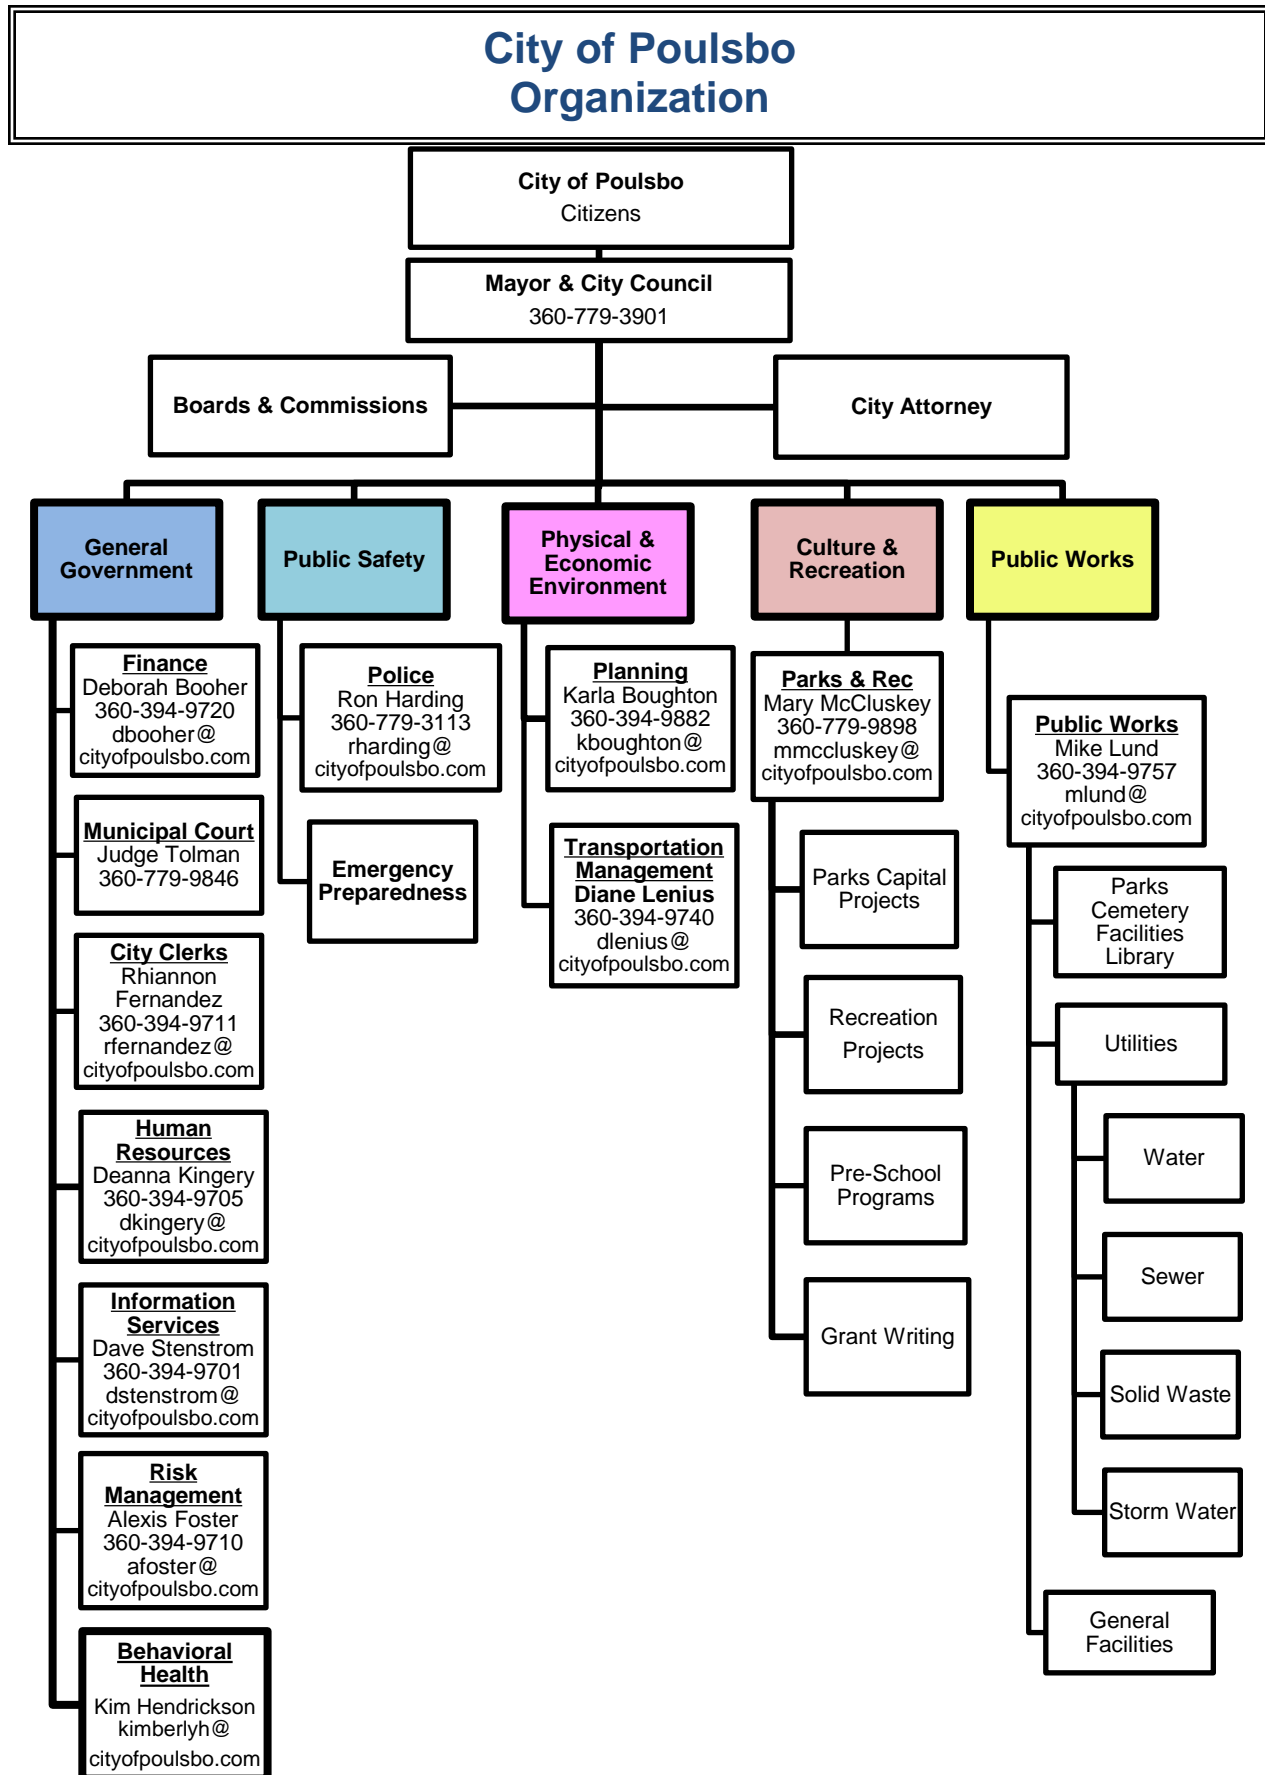 City of Poulsbo
Organization
City of Poulsbo
Citizens
Mayor & City Council
360-779-3901
Boards & Commissions
City Attorney
General
Government
Public Safety
Physical &
Economic
Environment
Culture &
Recreation
Public Works
Finance
Deborah Booher
360-394-9720
dbooher@
cityofpoulsbo.com
Municipal Court
Judge Tolman
360-779-9846
City Clerks
Rhiannon
Fernandez
360-394-9711
rfernandez@
cityofpoulsbo.com
Human
Resources
Deanna Kingery
360-394-9705
dkingery@
cityofpoulsbo.com
Information
Services
Dave Stenstrom
360-394-9701
dstenstrom@
cityofpoulsbo.com
Risk
Management
Alexis Foster
360-394-9710
afoster@
cityofpoulsbo.com
Behavioral
Health
Kim Hendrickson
kimberlyh@
cityofpoulsbo.com
Police
Ron Harding
360-779-3113
rharding@
cityofpoulsbo.com
Emergency
Preparedness
Planning
Karla Boughton
360-394-9882
kboughton@
cityofpoulsbo.com
Transportation
Management
Diane Lenius
360-394-9740
dlenius@
cityofpoulsbo.com
Parks & Rec
Mary McCluskey
360-779-9898
mmccluskey@
cityofpoulsbo.com
Parks Capital
Projects
Recreation
Projects
Pre-School
Programs
Grant Writing
Public Works
Mike Lund
360-394-9757
mlund@
cityofpoulsbo.com
Parks
Cemetery
Facilities
Library
Utilities
Water
Sewer
Solid Waste
Storm Water
General
Facilities